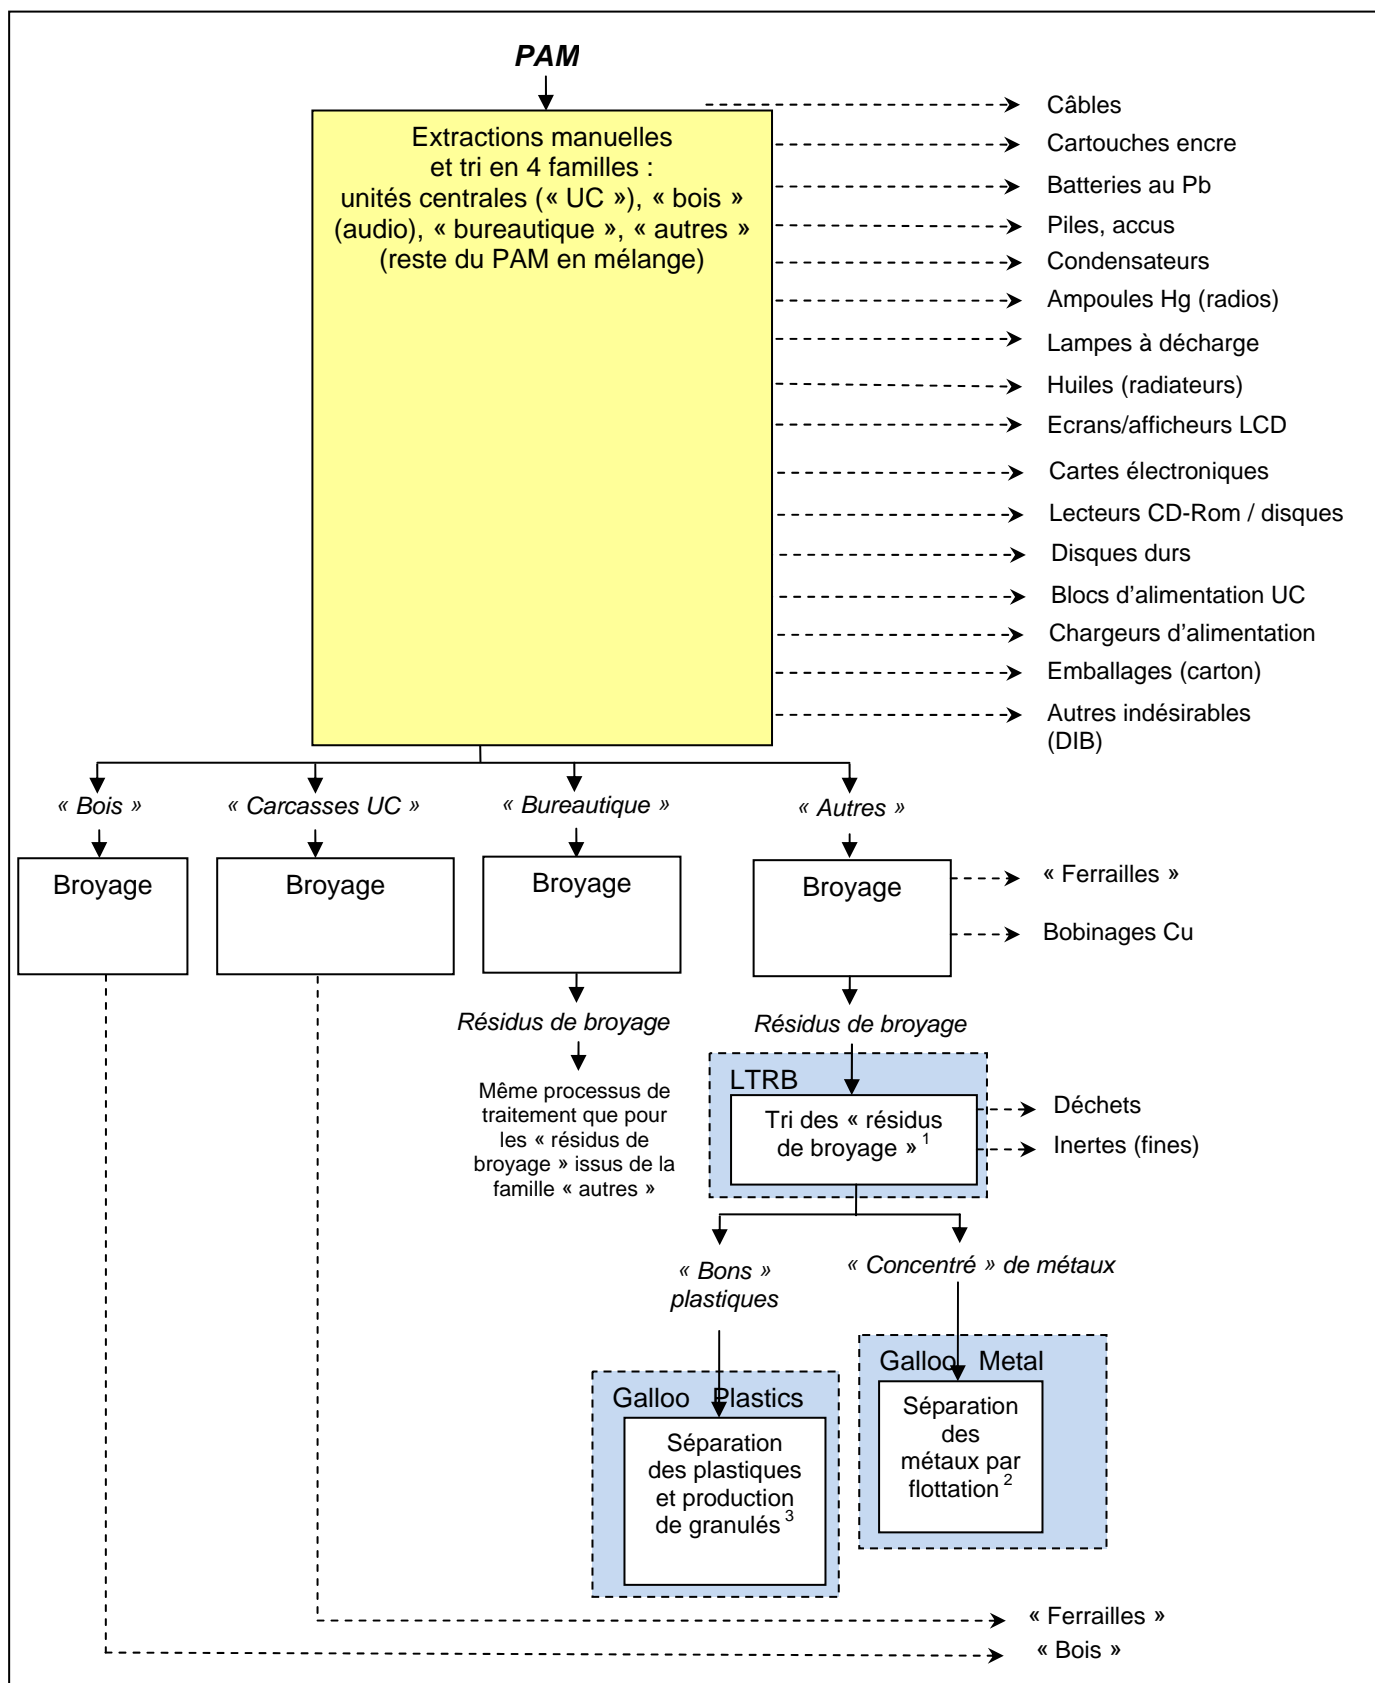 PAM
Extractions manuelles
et tri en 4 familles :
unités centrales (« UC »), « bois »
(audio), « bureautique », « autres »
(reste du PAM en mélange)
Câbles
Cartouches encre
Batteries au Pb
Piles, accus
Condensateurs
Ampoules Hg (radios)
Lampes à décharge
Huiles (radiateurs)
Ecrans/afficheurs LCD
Cartes électroniques
Lecteurs CD-Rom / disques
Disques durs
Blocs d’alimentation UC
Chargeurs d’alimentation
Emballages (carton)
Autres indésirables
(DIB)
« Bois »
« Carcasses UC »
« Bureautique »
« Autres »
Broyage
Broyage
Broyage
Broyage
« Ferrailles »
Bobinages Cu
Résidus de broyage
Résidus de broyage
Même processus de
traitement que pour
les « résidus de
broyage » issus de la
famille « autres »
LTRB
Tri des « résidus
de broyage » 1
Déchets
Inertes (fines)
« Bons »
plastiques
« Concentré » de métaux
Galloo Plastics
Séparation
des plastiques
et production
de granulés 3
Galloo Metal
Séparation
des
métaux par
flottation 2
« Ferrailles »
« Bois »